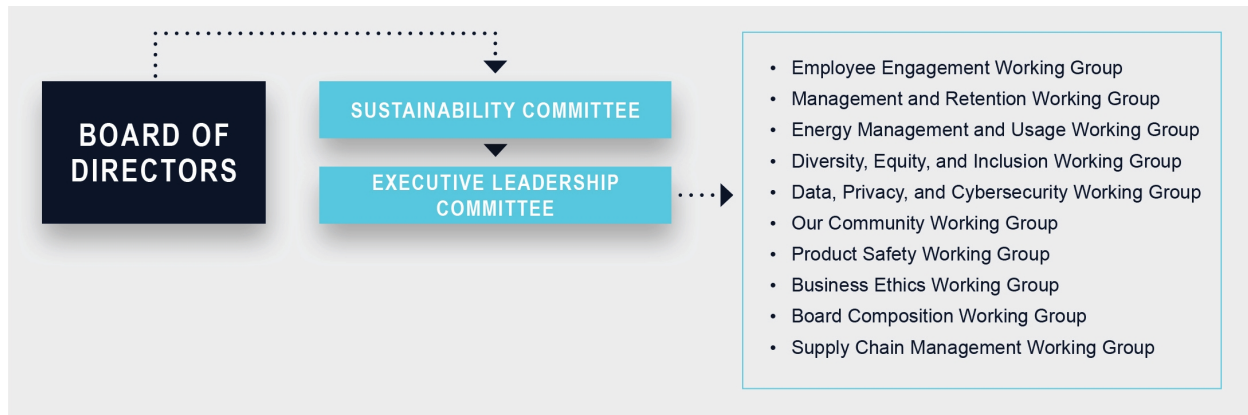 BOARD OF
DIRECTORS
SUSTAINABILITY COMMITTEE
EXECUTIVE LEADERSHIP
COMMITTEE
• Employee Engagement Working Group
• Management and Retention Working Group
• Energy Management and Usage Working Group
• Diversity, Equity, and Inclusion Working Group
• Data, Privacy, and Cybersecurity Working Group
• Our Community Working Group
• Product Safety Working Group
• Business Ethics Working Group
• Board Composition Working Group
• Supply Chain Management Working Group